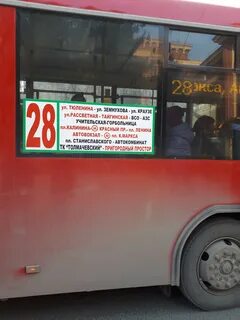 28
ул. ТЮЛЕНИНА - ул. ЗЕМНУХОВА - ул. КРАУЗЕ
ул.РАССВЕТНАЯ - ТАЙГИНСКАЯ - ВСО - АЗС
УЧИТЕЛЬСКАЯ/ГОРБОЛЬНИЦА
пл.КАЛИНИНА - М - КРАСНЫЙ ПР.- пл. ЛЕНИНА
АВТОВОКЗАЛ - М - пл. К.МАРКСА
ПЛ. СТАНИСЛАВСКОГО - АВТОКОМБИНАТ
ТК "ТОЛМАЧЕВСКИЙ" - ПРИГОРОДНЫЙ ПРОСТОР
28